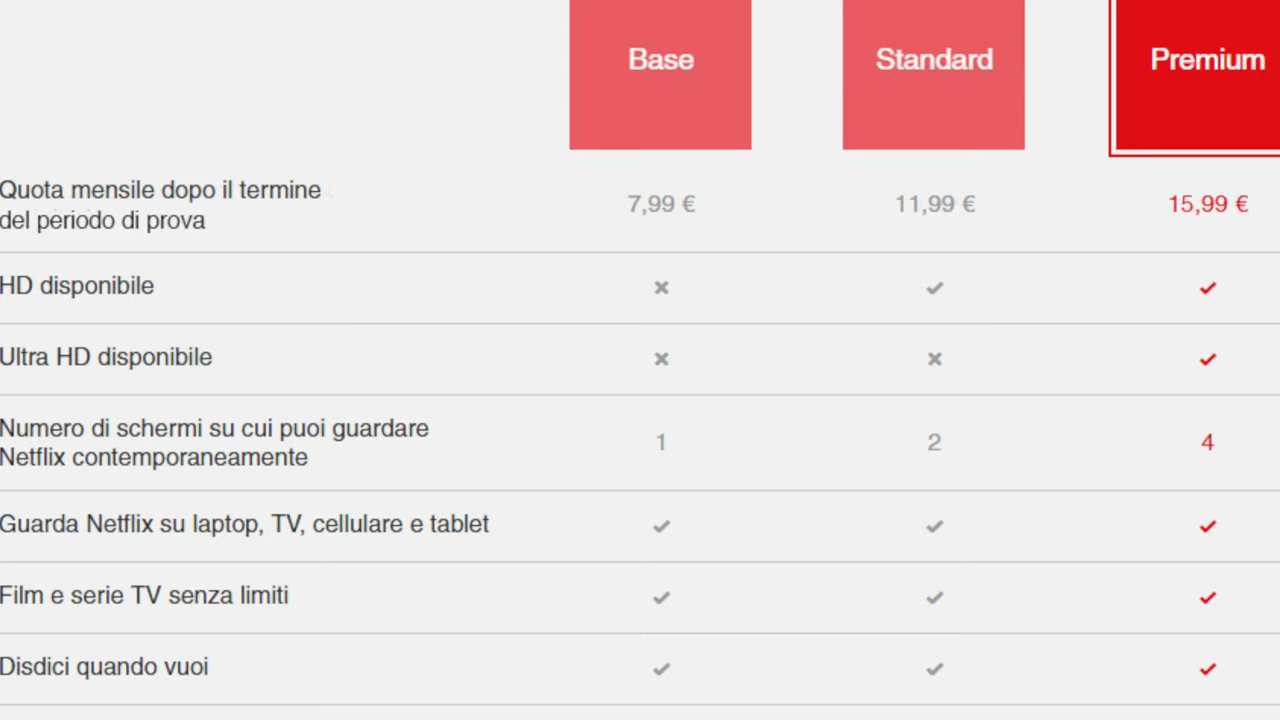 Base Standard Premium
Quota mensile dopo il termine
del periodo di prova
7,99 € 11,99 € 15,99 €
HD disponibile
Ultra HD disponibile
Numero di schermi su cui puoi guardare
Netflix contemporaneamente
1 2 4
Guarda Netflix su laptop, TV, cellulare e tablet
Film e serie TV senza limiti
Disdici quando vuoi